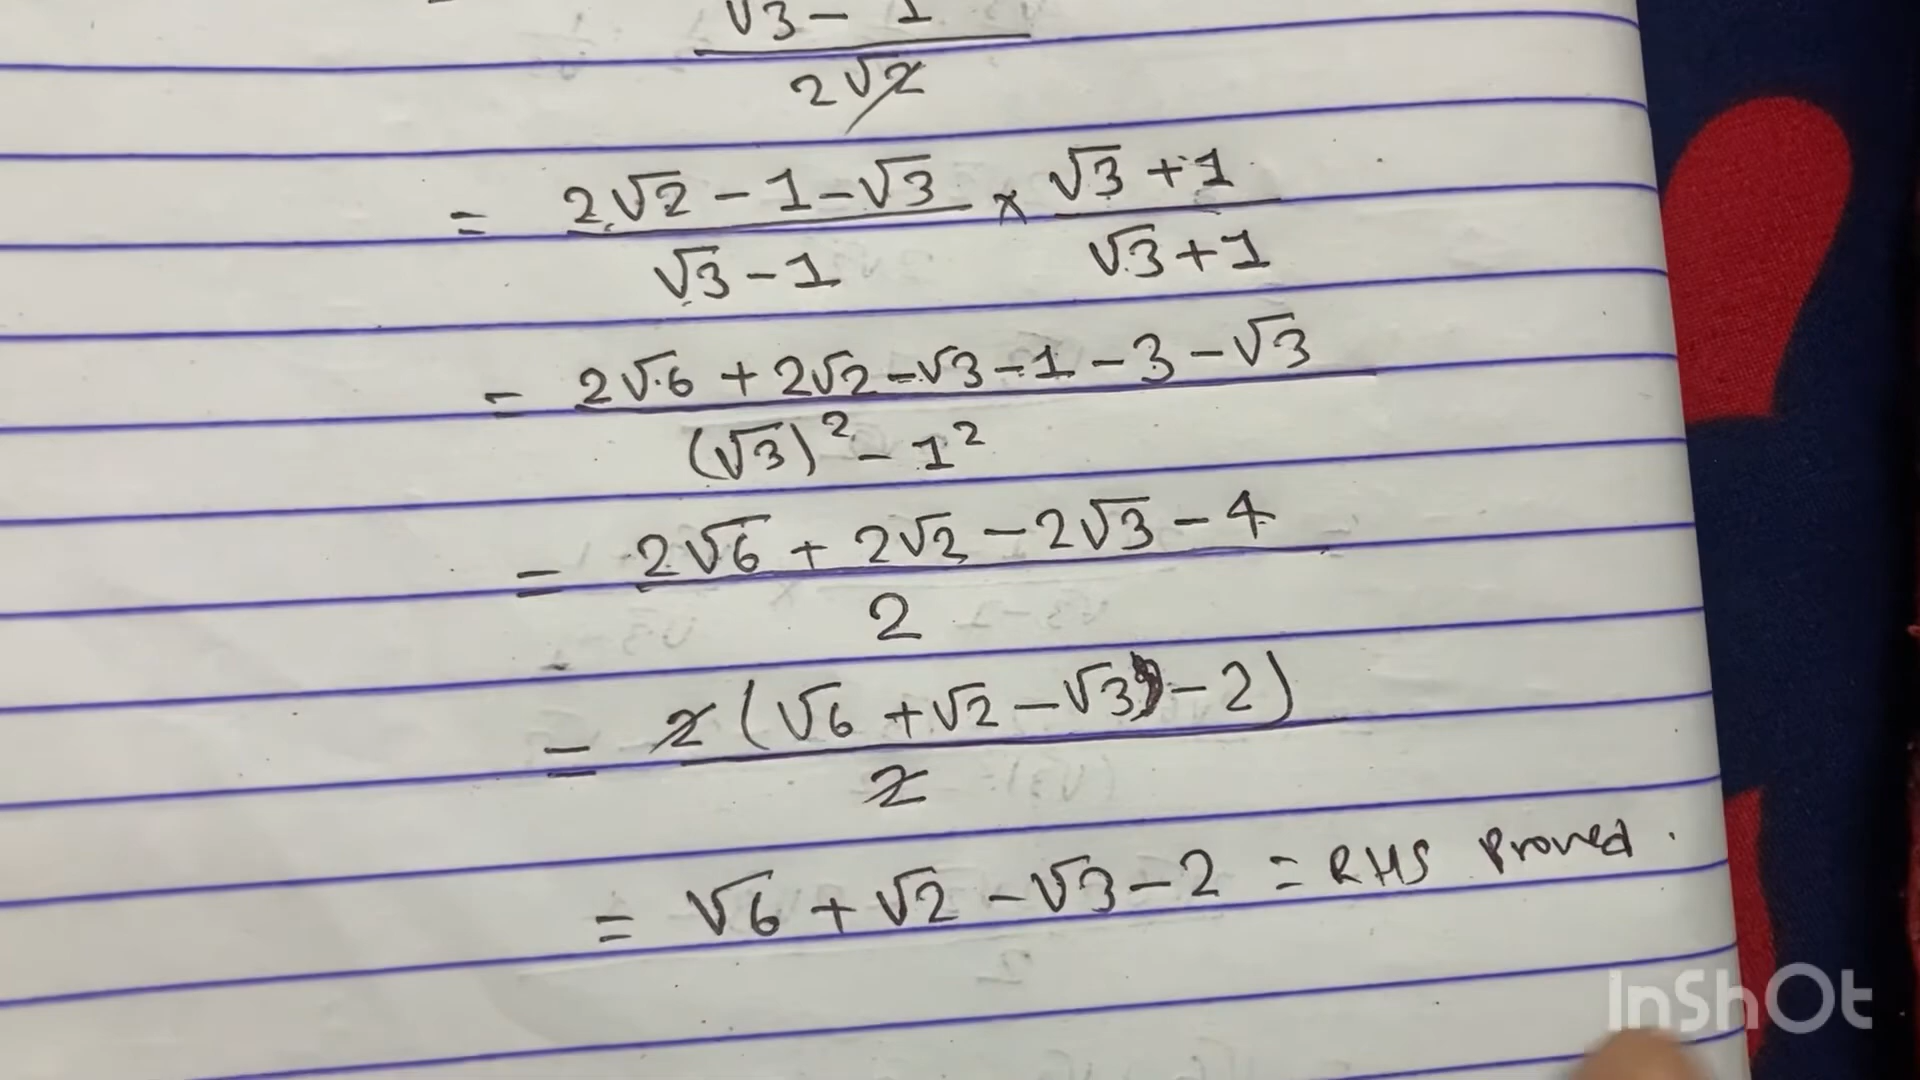 √3 - 1
2√2
= 2√2 - 1 - √3 × √3 + 1
√3 - 1 √3 + 1
= 2√6 + 2√2 - √3 - 1 - 3 - √3
(√3)² - 1²
= 2√6 + 2√2 - 2√3 - 4
2
= 2(√6 + √2 - √3 - 2)
2
= √6 + √2 - √3 - 2 = RHS Proved.
InShOt